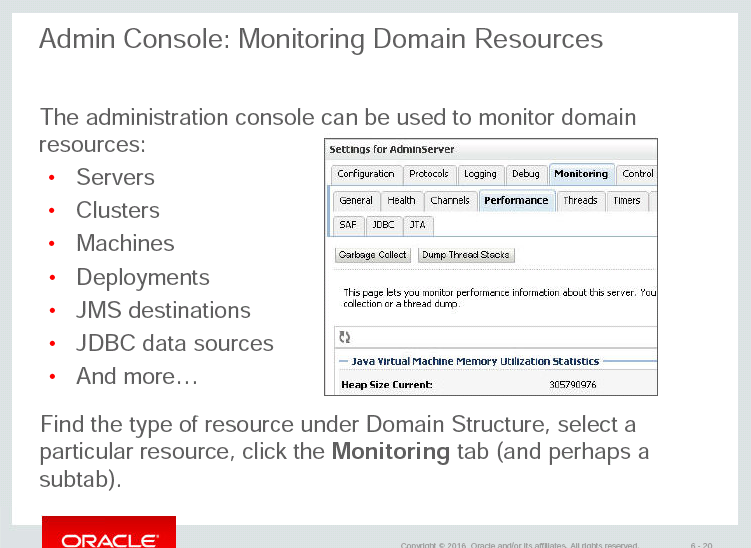 Admin Console: Monitoring Domain Resources
The administration console can be used to monitor domain
resources:
• Servers
• Clusters
• Machines
• Deployments
• JMS destinations
• JDBC data sources
• And more…
Settings for AdminServer
Configuration Protocols Logging Debug Monitoring Control
General Health Channels Performance Threads Timers
SAF JDBC JTA
Garbage Collect Dump Thread Stacks
This page lets you monitor performance information about this server. You
collection or a thread dump.
Java Virtual Machine Memory Utilization Statistics
Heap Size Current: 305790976
Find the type of resource under Domain Structure, select a
particular resource, click the Monitoring tab (and perhaps a
subtab).
ORACLE
Copyright © 2016, Oracle and/or its affiliates. All rights reserved. 6 - 20